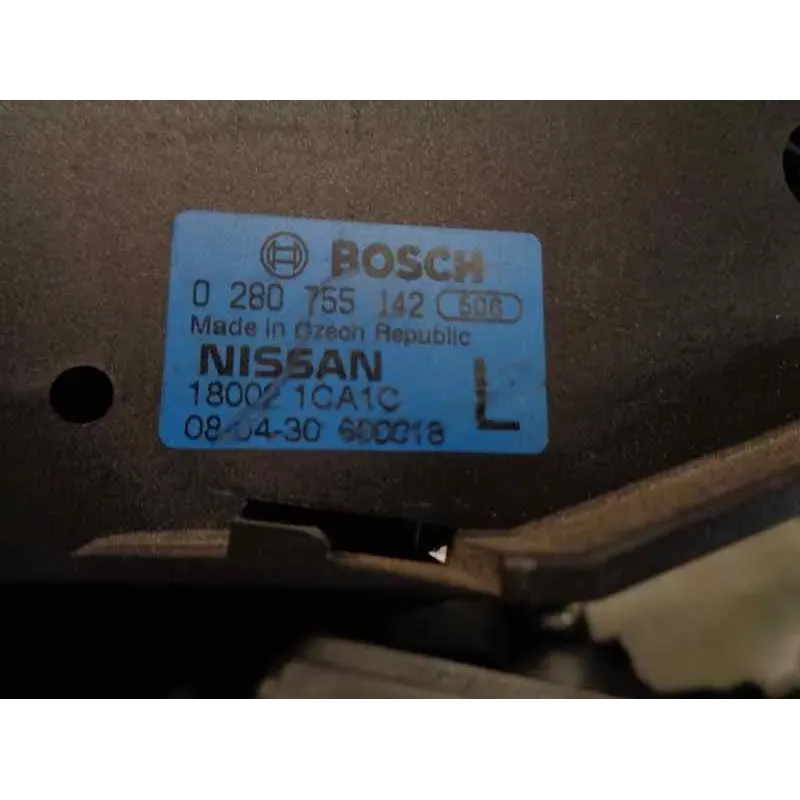 BOSCH
0 280 755 142 606
Made in Czech Republic
NISSAN
18002 1CA1C L
08-04-30 600018